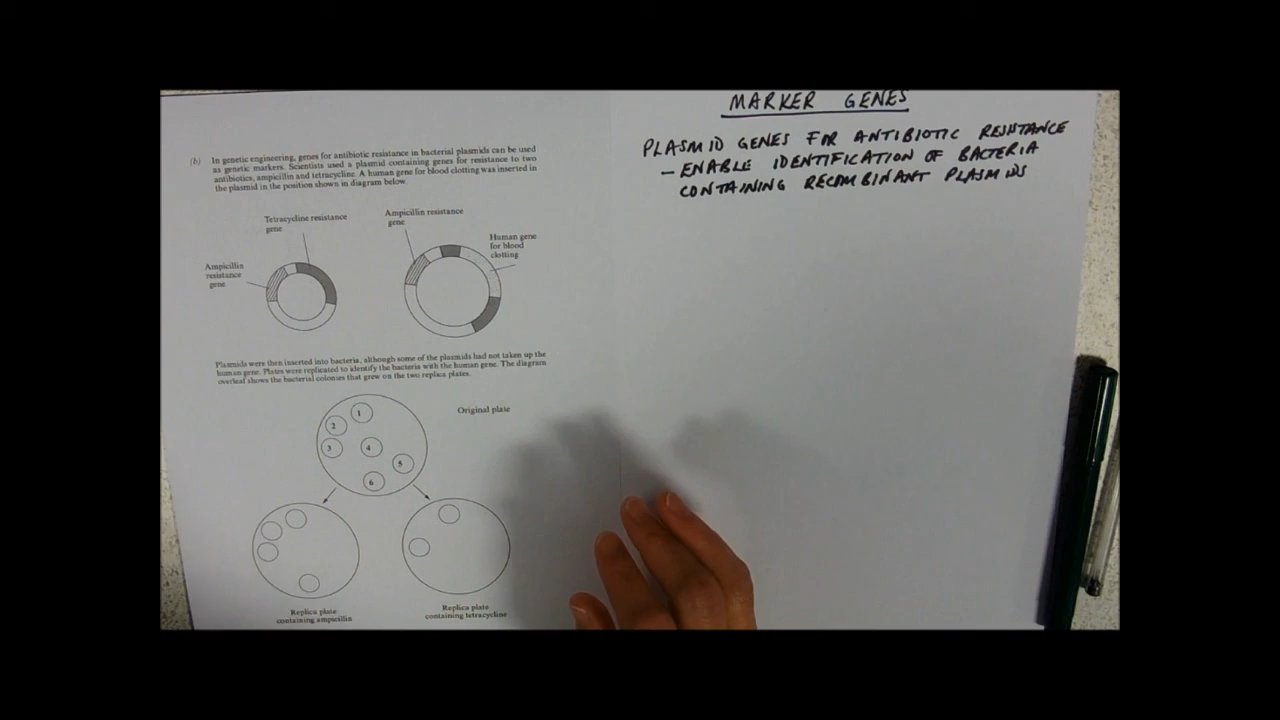 MARKER GENES
PLASMID GENES FOR ANTIBIOTIC RESISTANCE
– ENABLE IDENTIFICATION OF BACTERIA
CONTAINING RECOMBINANT PLASMIDS
(b) In genetic engineering, genes for antibiotic resistance in bacterial plasmids can be used
as genetic markers. Scientists used a plasmid containing genes for resistance to two
antibiotics, ampicillin and tetracycline. A human gene for blood clotting was inserted in
the plasmid in the position shown in diagram below.
Tetracycline resistance
gene
Ampicillin
resistance
gene
Ampicillin resistance
gene
Human gene
for blood
clotting
Plasmids were then inserted into bacteria, although some of the plasmids had not taken up the
human gene. Plates were replicated to identify the bacteria with the human gene. The diagram
overleaf shows the bacterial colonies that grew on the two replica plates.
Original plate
1
2
3
4
5
6
Replica plate
containing ampicillin
Replica plate
containing tetracycline